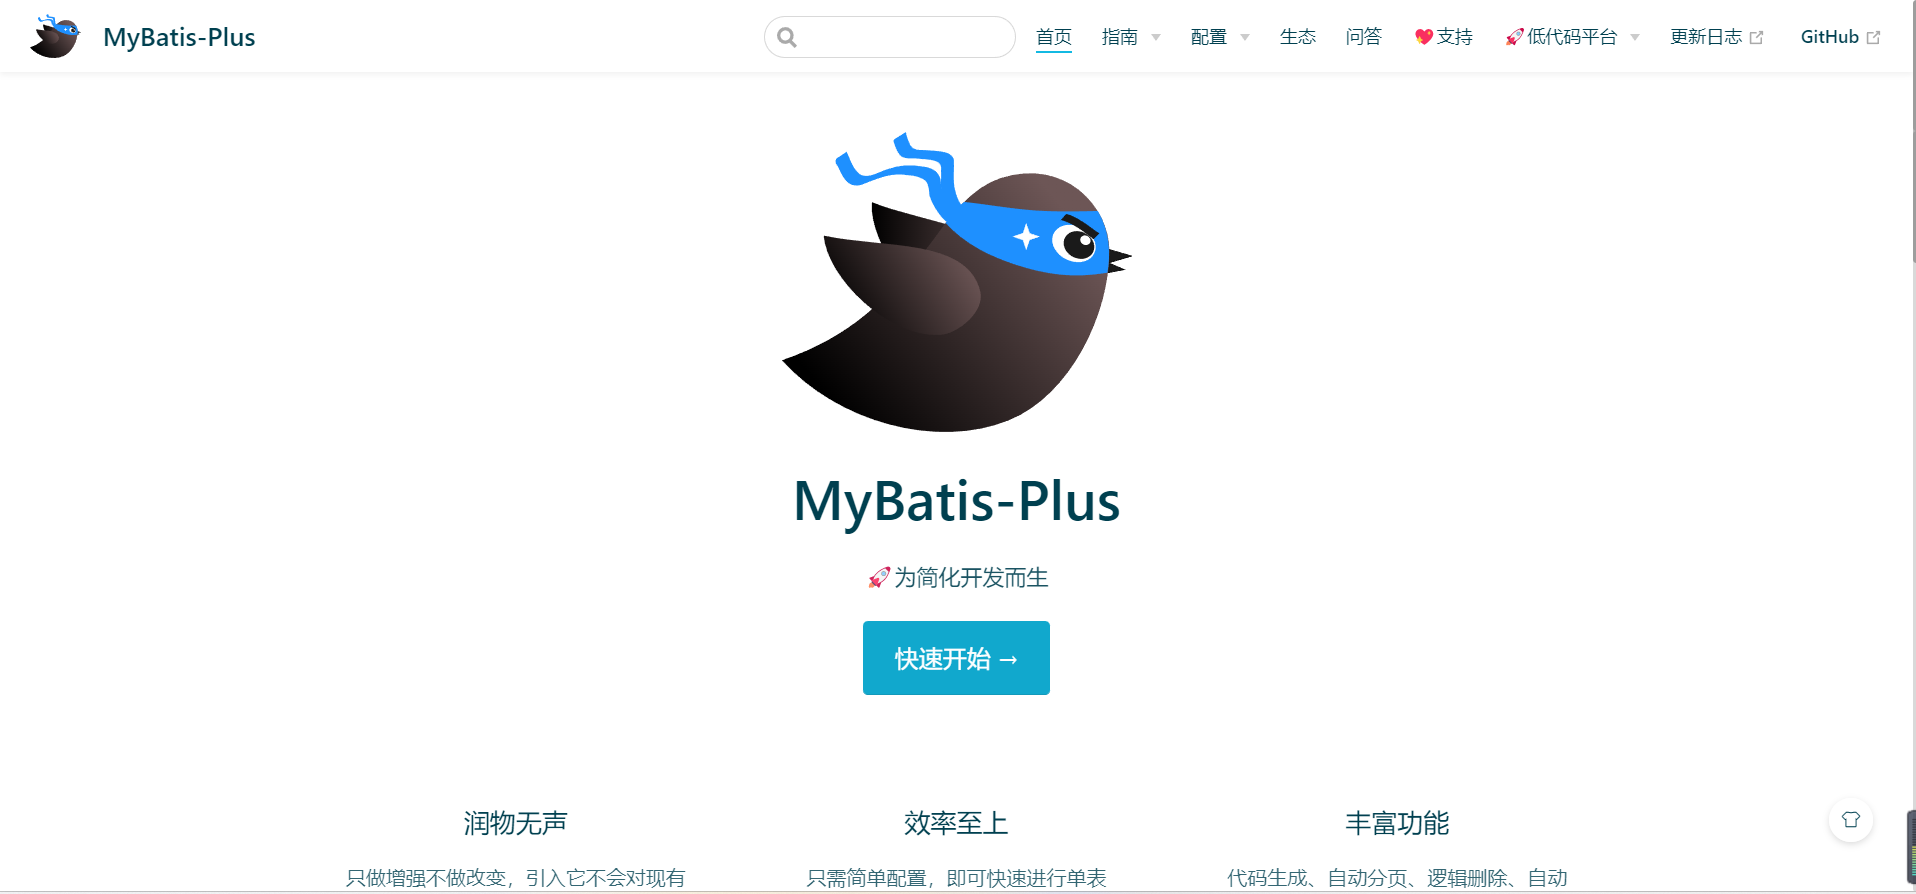 MyBatis-Plus
首页 指南 配置 生态 问答 💖支持 🚀低代码平台 更新日志 GitHub
MyBatis-Plus
🚀为简化开发而生
快速开始 →
润物无声 效率至上 丰富功能
只做增强不做改变，引入它不会对现有 只需简单配置，即可快速进行单表 代码生成、自动分页、逻辑删除、自动